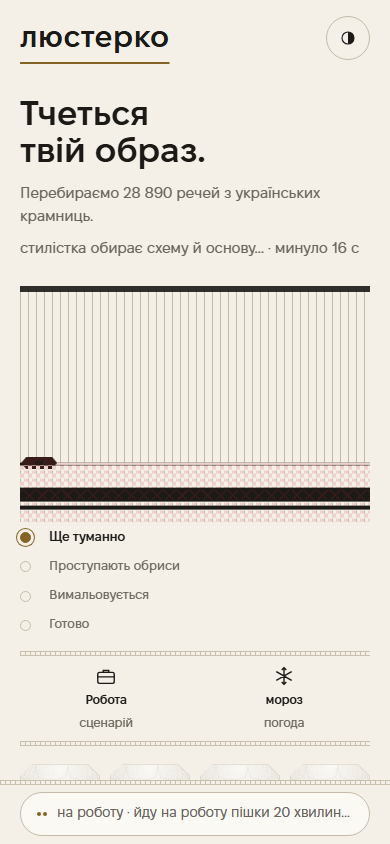 люстерко
Тчеться
твій образ.
Перебираємо 28 890 речей з українських
крамниць.
стилістка обирає схему й основу... · минуло 16 с
Ще туманно
Проступають обриси
Вимальовується
Готово
Робота
мороз
сценарій
погода
на роботу · йду на роботу пішки 20 хвилин...